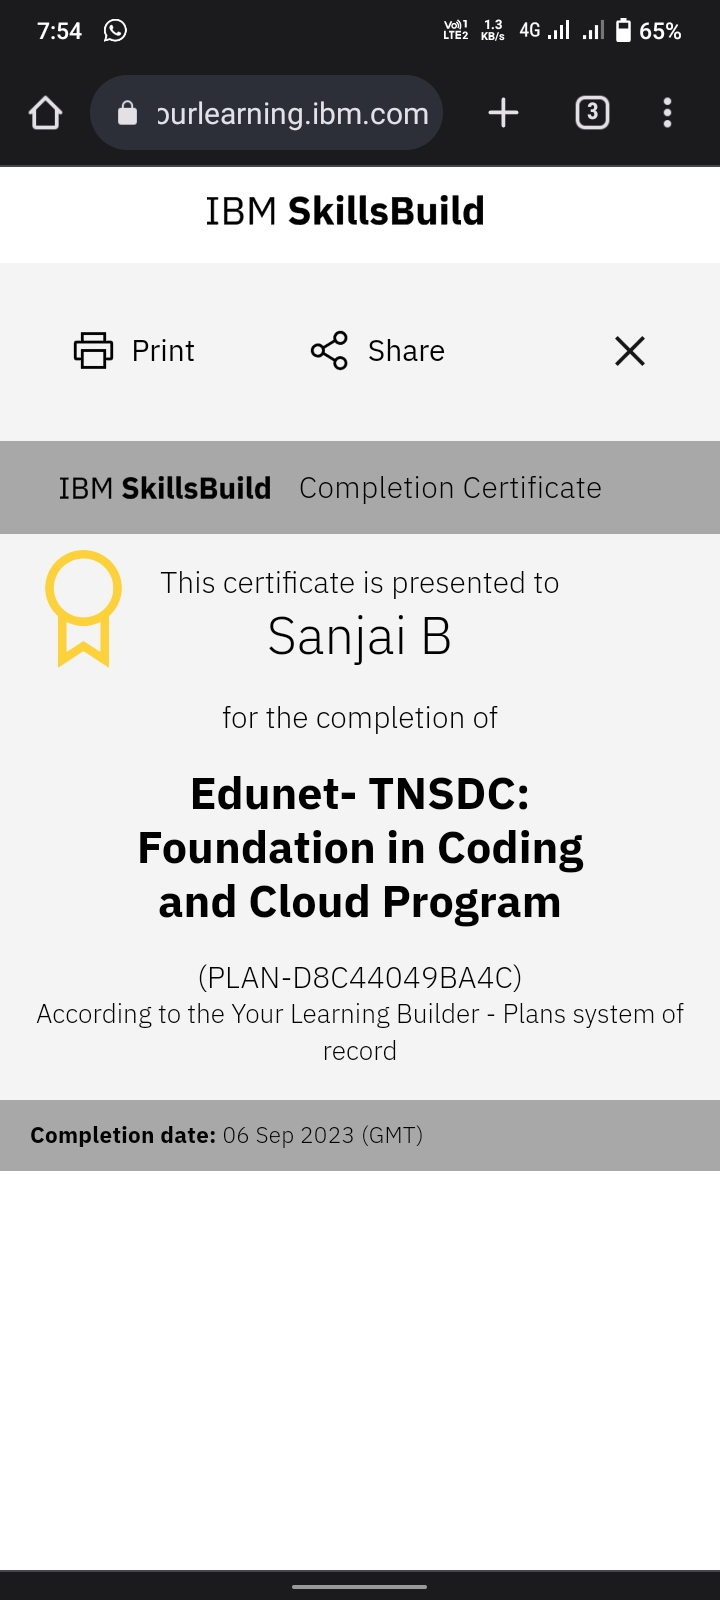 7:54 Vo)) 1 LTE2 1.3 KB/s 4G 65%
ourlearning.ibm.com 3
IBM SkillsBuild
Print Share
IBM SkillsBuild Completion Certificate
This certificate is presented to
Sanjai B
for the completion of
Edunet- TNSDC:
Foundation in Coding
and Cloud Program
(PLAN-D8C44049BA4C)
According to the Your Learning Builder - Plans system of
record
Completion date: 06 Sep 2023 (GMT)